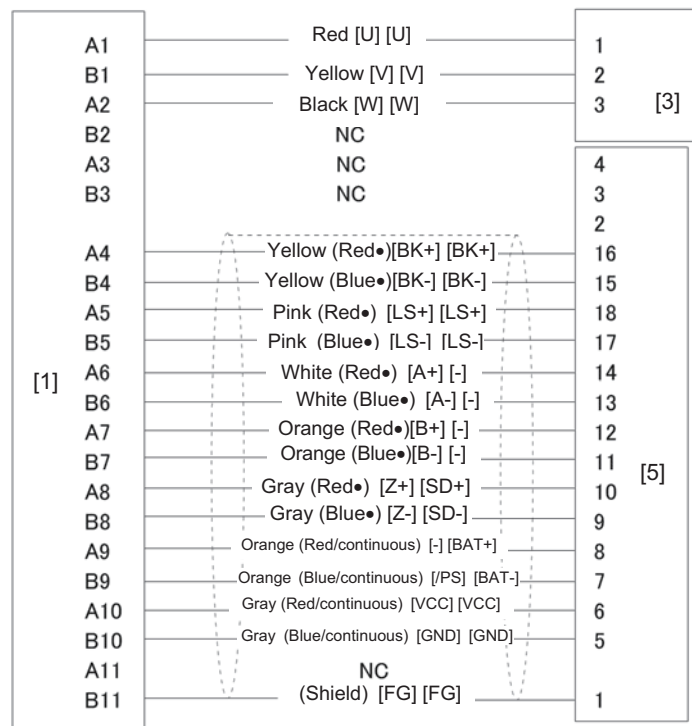 A1 Red [U] [U] 1
B1 Yellow [V] [V] 2
A2 Black [W] [W] 3 [3]
B2 NC
A3 NC 4
B3 NC 3
2
A4 Yellow (Red•)[BK+] [BK+] 16
B4 Yellow (Blue•)[BK-] [BK-] 15
A5 Pink (Red•) [LS+] [LS+] 18
B5 Pink (Blue•) [LS-] [LS-] 17
[1] A6 White (Red•) [A+] [-] 14
B6 White (Blue•) [A-] [-] 13
A7 Orange (Red•)[B+] [-] 12
B7 Orange (Blue•)[B-] [-] 11 [5]
A8 Gray (Red•) [Z+] [SD+] 10
B8 Gray (Blue•) [Z-] [SD-] 9
A9 Orange (Red/continuous) [-] [BAT+] 8
B9 Orange (Blue/continuous) [/PS] [BAT-] 7
A10 Gray (Red/continuous) [VCC] [VCC] 6
B10 Gray (Blue/continuous) [GND] [GND] 5
A11 NC
B11 (Shield) [FG] [FG] 1